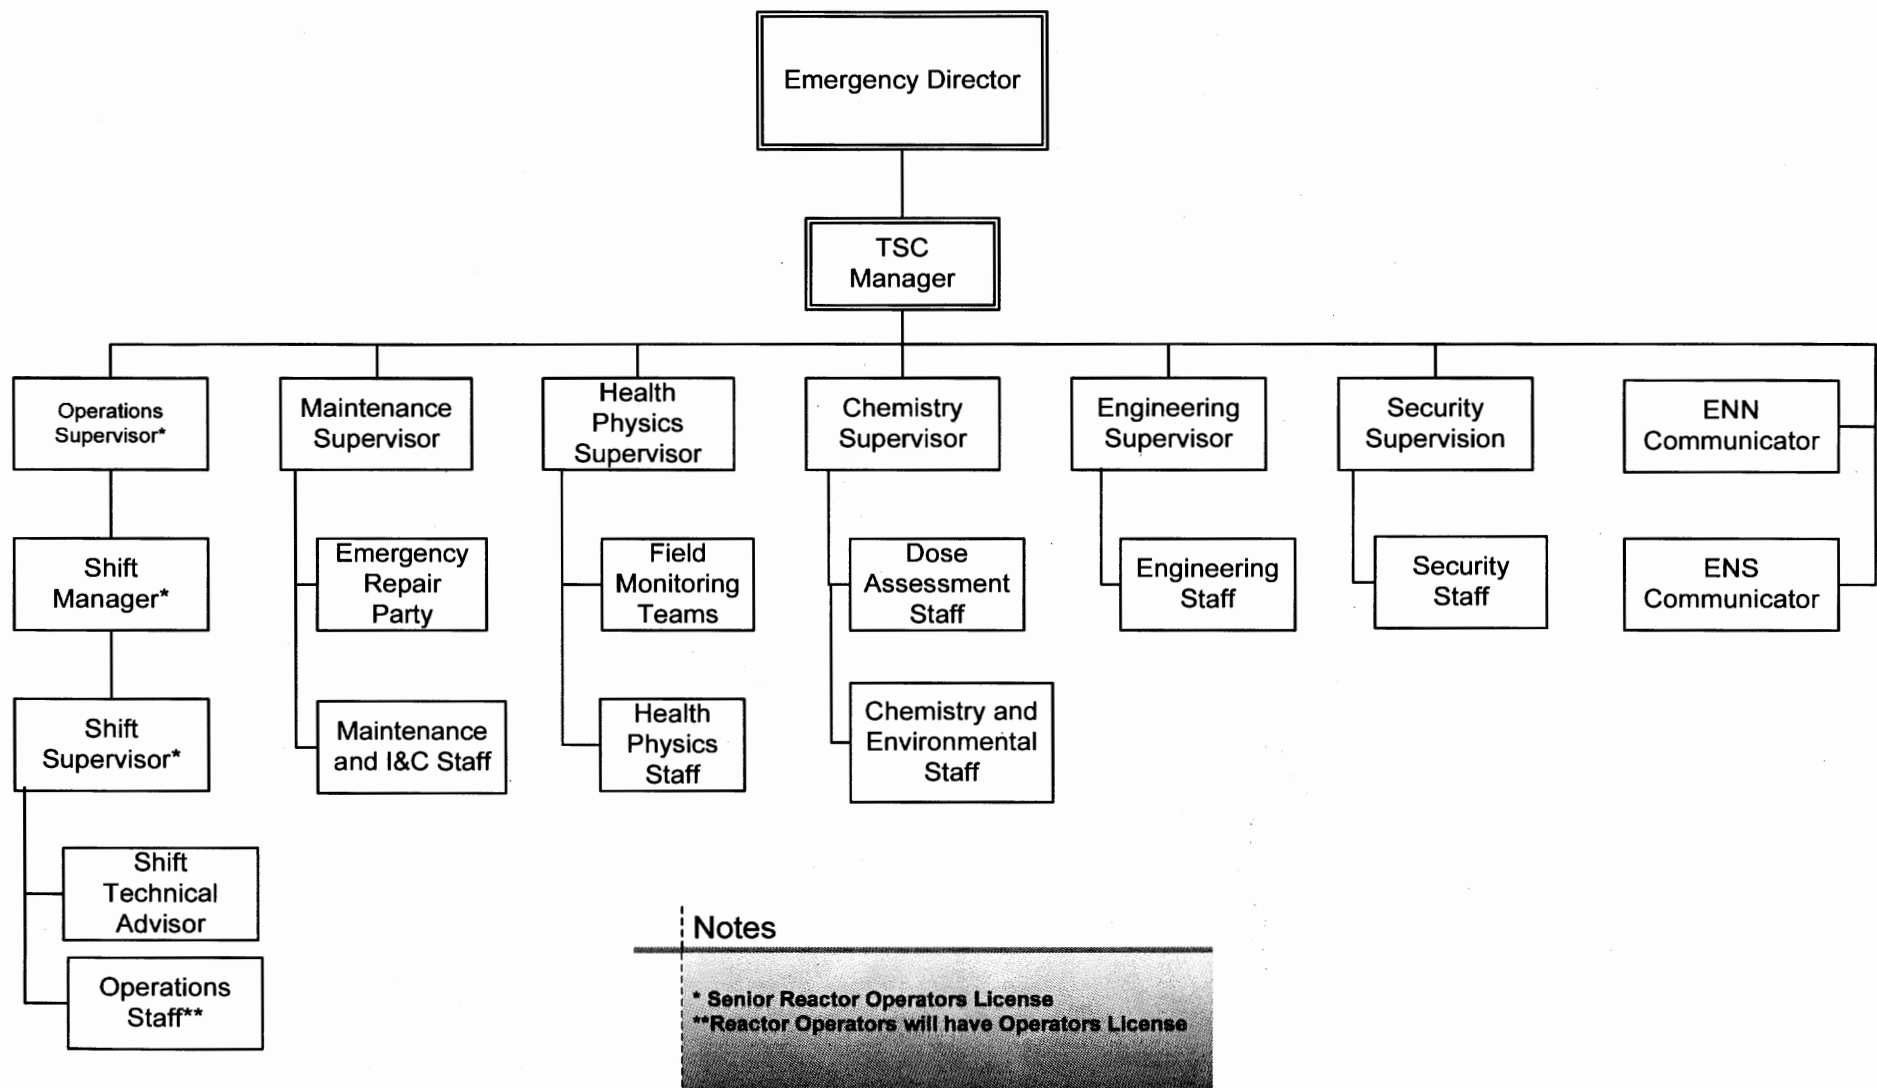 Emergency Director
TSC
Manager
Operations
Supervisor*
Maintenance
Supervisor
Health
Physics
Supervisor
Chemistry
Supervisor
Engineering
Supervisor
Security
Supervision
ENN
Communicator
Shift
Manager*
Emergency
Repair
Party
Field
Monitoring
Teams
Dose
Assessment
Staff
Engineering
Staff
Security
Staff
ENS
Communicator
Shift
Supervisor*
Maintenance
and I&C Staff
Health
Physics
Staff
Chemistry and
Environmental
Staff
Shift
Technical
Advisor
Operations
Staff**
Notes
* Senior Reactor Operators License
**Reactor Operators will have Operators License